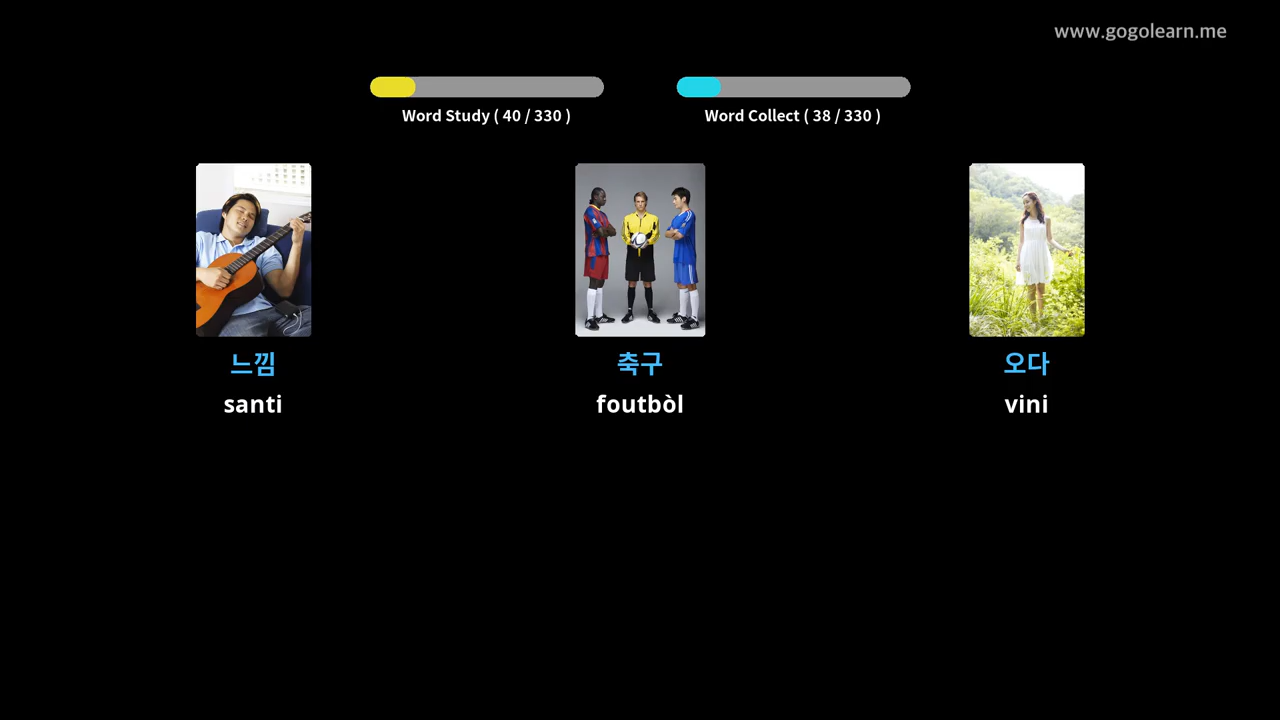 www.gogolearn.me
Word Study ( 40 / 330 )
Word Collect ( 38 / 330 )
느낌
축구
오다
santi
foutbòl
vini